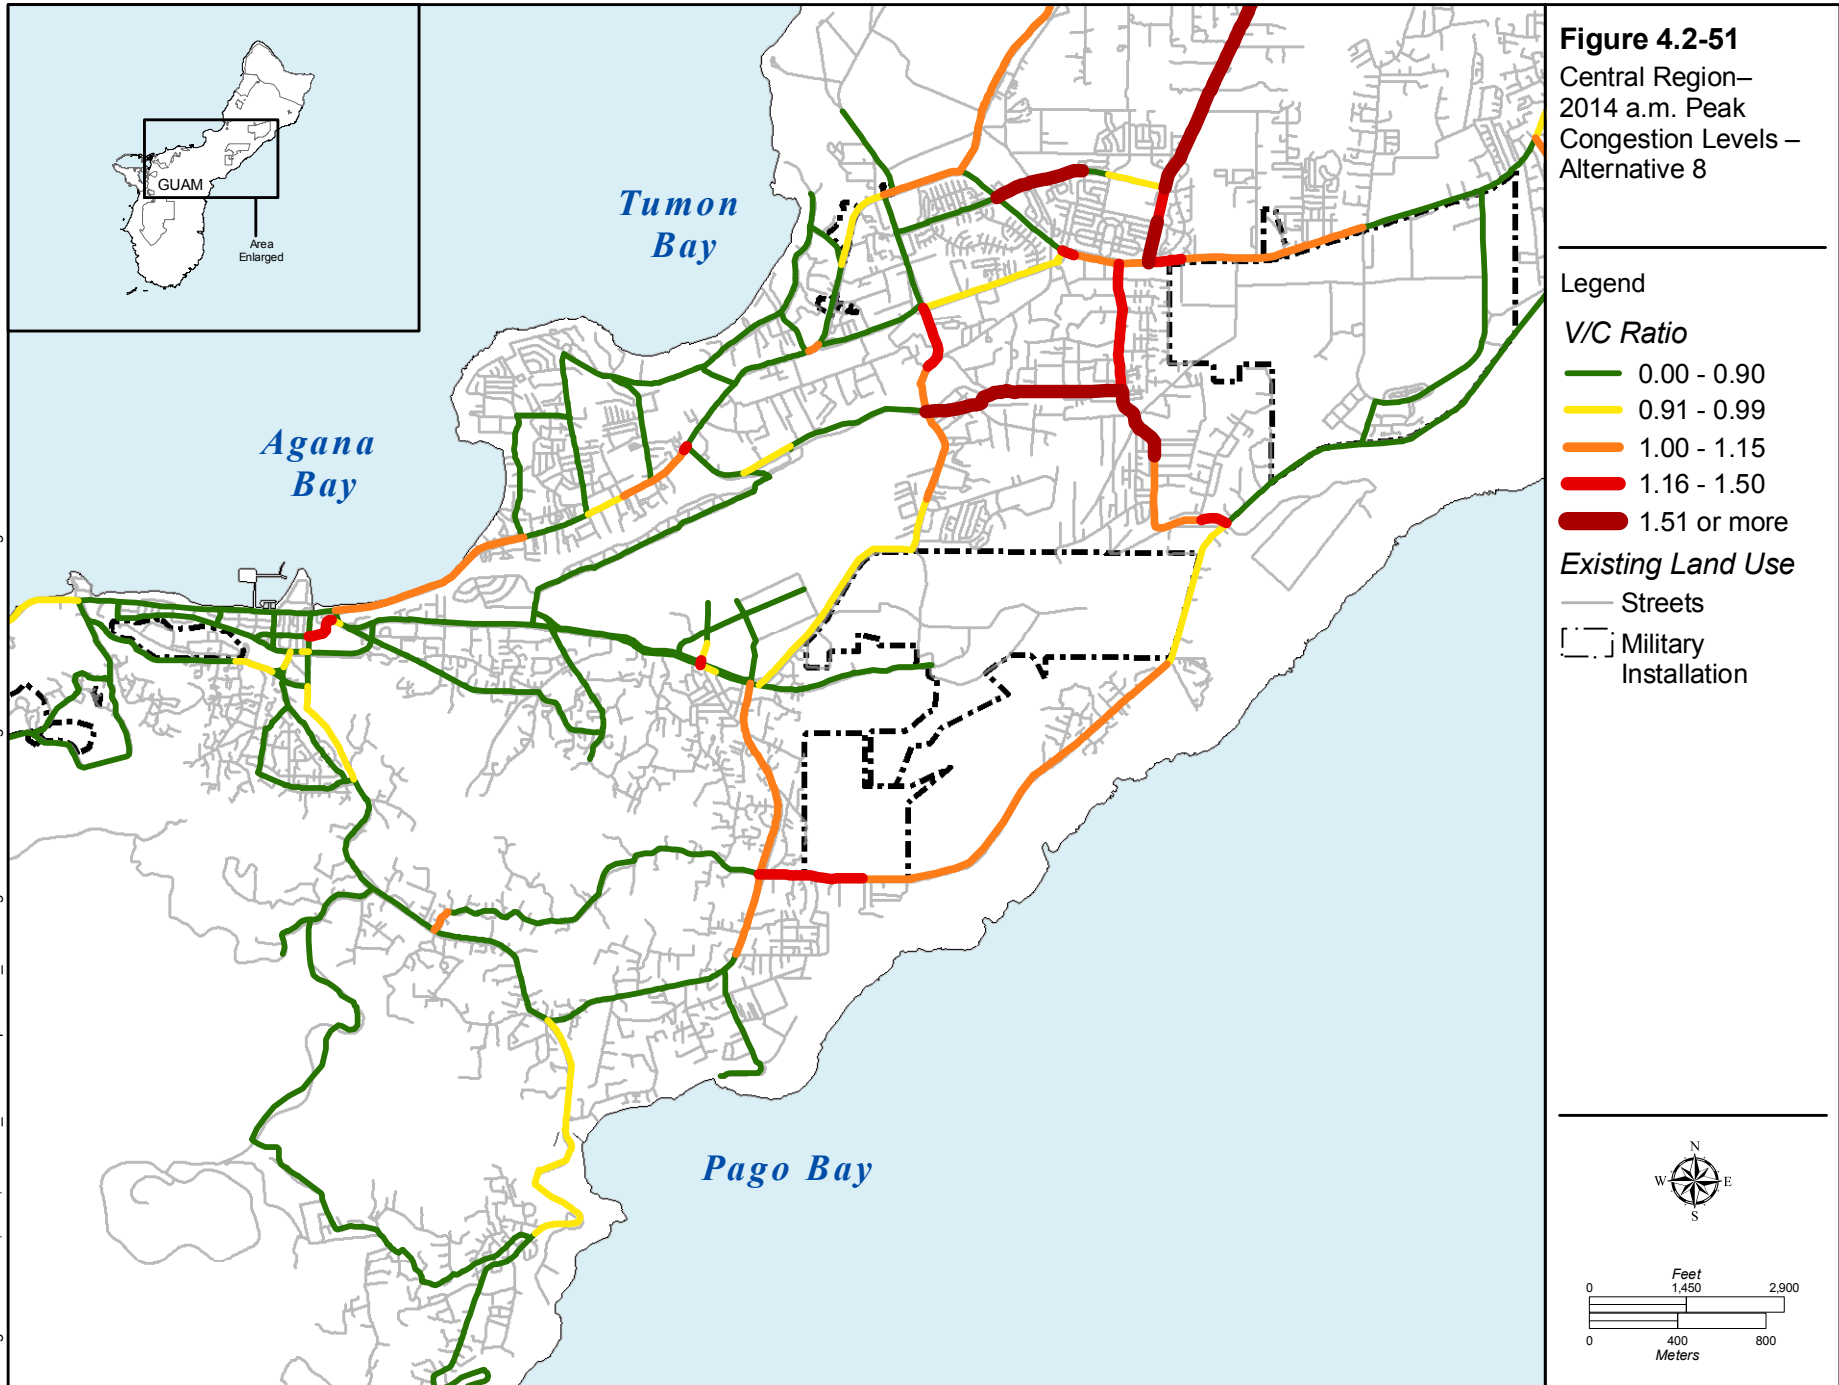 GUAM
Area
Enlarged
Tumon
Bay
Agana
Bay
Pago Bay
Figure 4.2-51
Central Region–
2014 a.m. Peak
Congestion Levels –
Alternative 8
Legend
V/C Ratio
0.00 - 0.90
0.91 - 0.99
1.00 - 1.15
1.16 - 1.50
1.51 or more
Existing Land Use
Streets
Military
Installation
N
W E
S
Feet
0 1,450 2,900
0 400 800
Meters